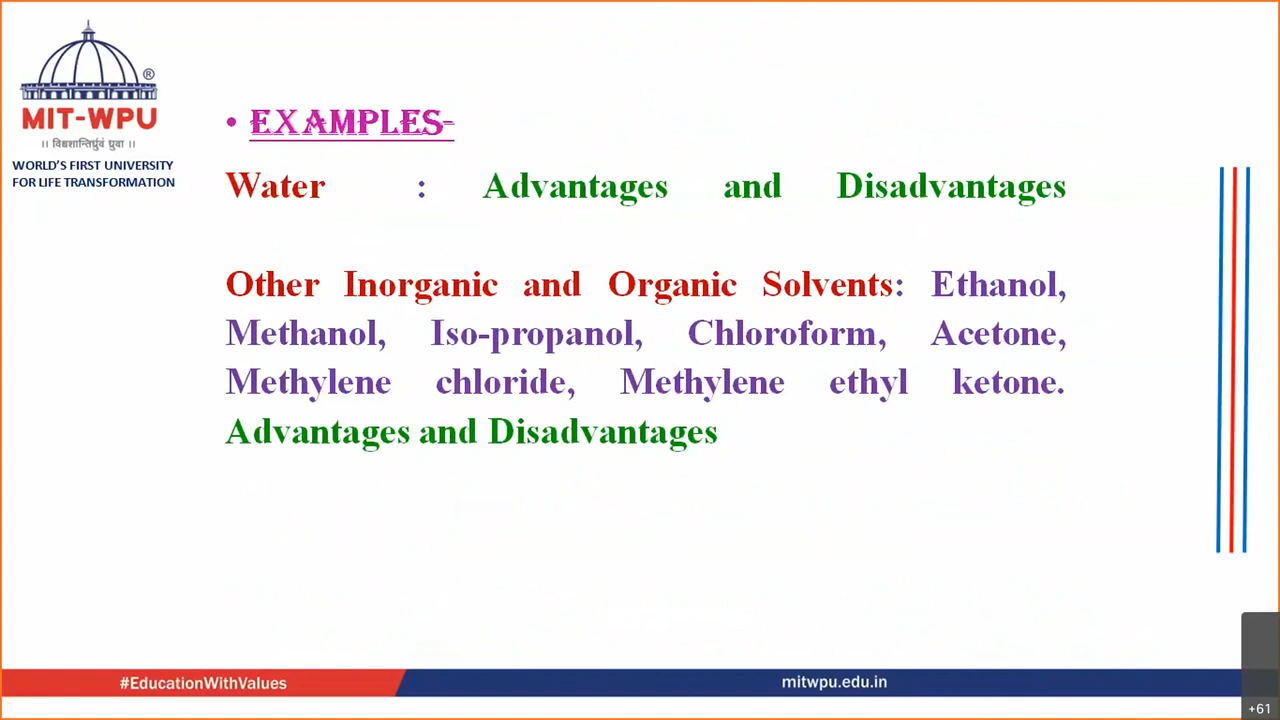 ®
MIT-WPU
।। विश्वशान्तिर्ध्रुवं ध्रुवा ।।
WORLD'S FIRST UNIVERSITY
FOR LIFE TRANSFORMATION
• EXAMPLES-
Water : Advantages and Disadvantages
Other Inorganic and Organic Solvents: Ethanol,
Methanol, Iso-propanol, Chloroform, Acetone,
Methylene chloride, Methylene ethyl ketone.
Advantages and Disadvantages
#EducationWithValues
mitwpu.edu.in
+61